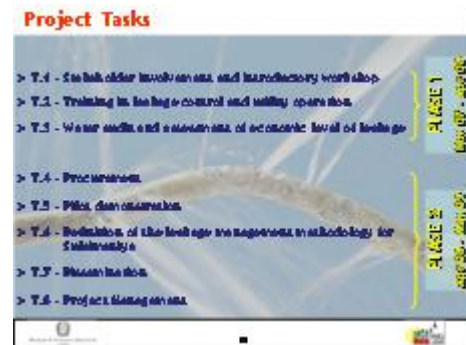 Project Tasks
> T.1 - Stakeholder involvement and introductory workshop
> T.2 - Training in leakage control and utility operation
> T.3 - Water audit and assessment of economic level of leakage
PHASE 1
> T.4 - Procurement
> T.5 - Pilot demonstration
> T.6 - Definition of the leakage management methodology for
Sulaimaniya
> T.7 - Dissemination
> T.8 - Project Management
PHASE 2